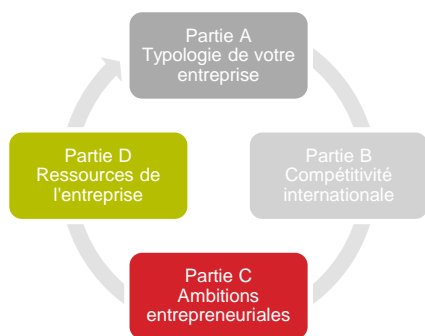 Partie A
Typologie de votre
entreprise
Partie B
Compétitivité
internationale
Partie C
Ambitions
entrepreneuriales
Partie D
Ressources de
l'entreprise